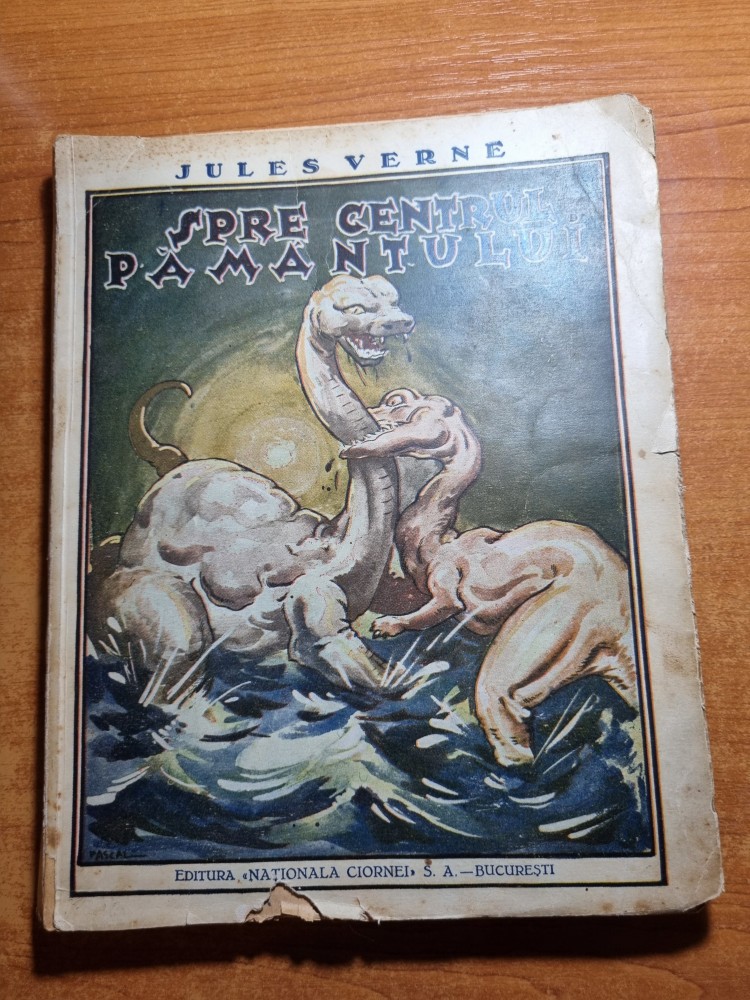 JULES VERNE
SPRE CENTRUL
PĂMÂNTULUI
PASCAL
EDITURA «NAȚIONALA CIORNEI» S. A.—BUCUREȘTI